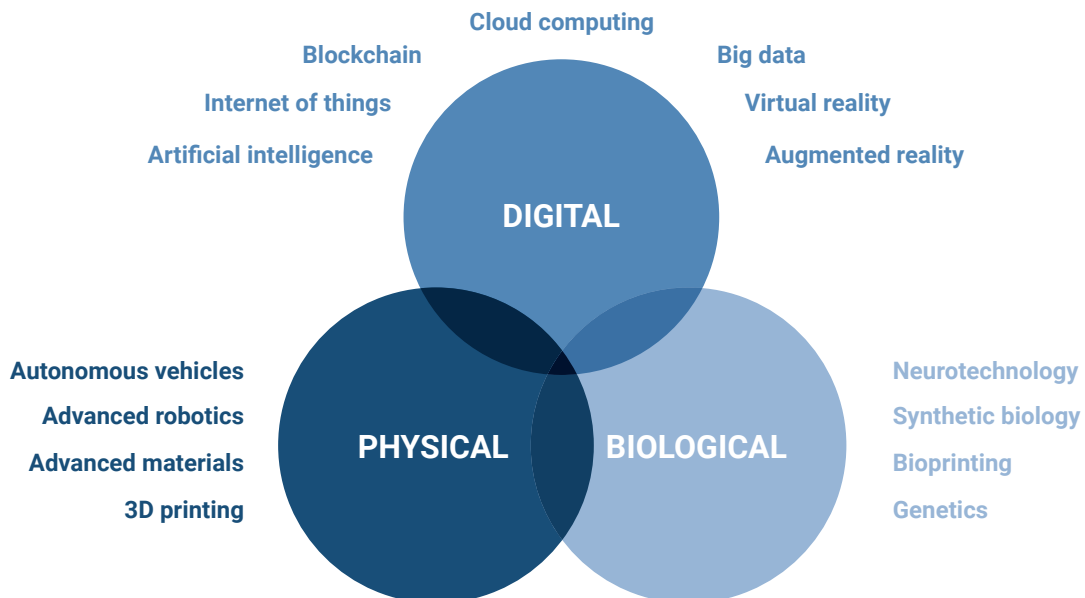 Cloud computing
Blockchain
Big data
Internet of things
Virtual reality
Artificial intelligence
Augmented reality
DIGITAL
Autonomous vehicles
Neurotechnology
Advanced robotics
Synthetic biology
PHYSICAL
BIOLOGICAL
Advanced materials
Bioprinting
3D printing
Genetics